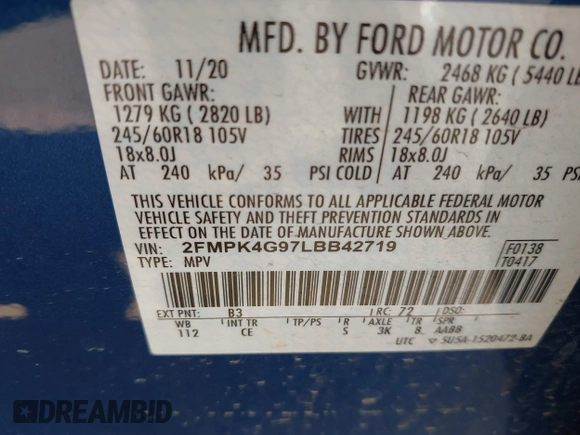 MFD. BY FORD MOTOR CO.
DATE: 11/20 GVWR: 2468 KG ( 5440 LB
FRONT GAWR: REAR GAWR:
1279 KG ( 2820 LB) WITH 1198 KG ( 2640 LB)
245/60R18 105V TIRES 245/60R18 105V
18x8.0J RIMS 18x8.0J
AT 240 kPa/ 35 PSI COLD AT 240 kPa/ 35 PSI
THIS VEHICLE CONFORMS TO ALL APPLICABLE FEDERAL MOTOR
VEHICLE SAFETY AND THEFT PREVENTION STANDARDS IN
EFFECT ON THE DATE OF MANUFACTURE SHOWN ABOVE.
VIN: 2FMPK4G97LBB42719 F0138
TYPE: MPV T0417
EXT PNT: B3 RC: 72 DSO:
WB INT TR TP/PS R AXLE TR SPR
112 CE S 3K 8 AABB
UTC SU5A-1520472-BA
DREAMBID